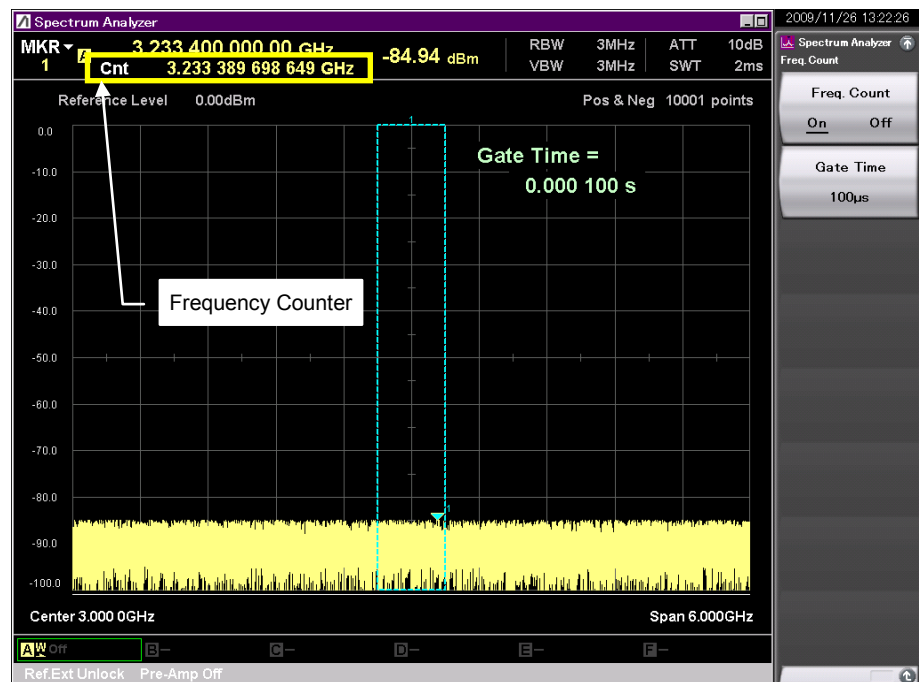 Spectrum Analyzer
2009/11/26 13:22:26
MKR
1
A 3.233 400 000 00 GHz
Cnt 3.233 389 698 649 GHz
-84.94 dBm
RBW 3MHz ATT 10dB
VBW 3MHz SWT 2ms
Spectrum Analyzer
Freq. Count
Freq. Count
On Off
Gate Time
100µs
Reference Level 0.00dBm
Pos & Neg 10001 points
1
Gate Time =
0.000 100 s
0.0
-10.0
-20.0
-30.0
Frequency Counter
-40.0
-50.0
-60.0
-70.0
-80.0
1
-90.0
-100.0
Center 3.000 0GHz
Span 6.000GHz
A W Off B- C- D- E- F-
Ref.Ext Unlock Pre-Amp Off